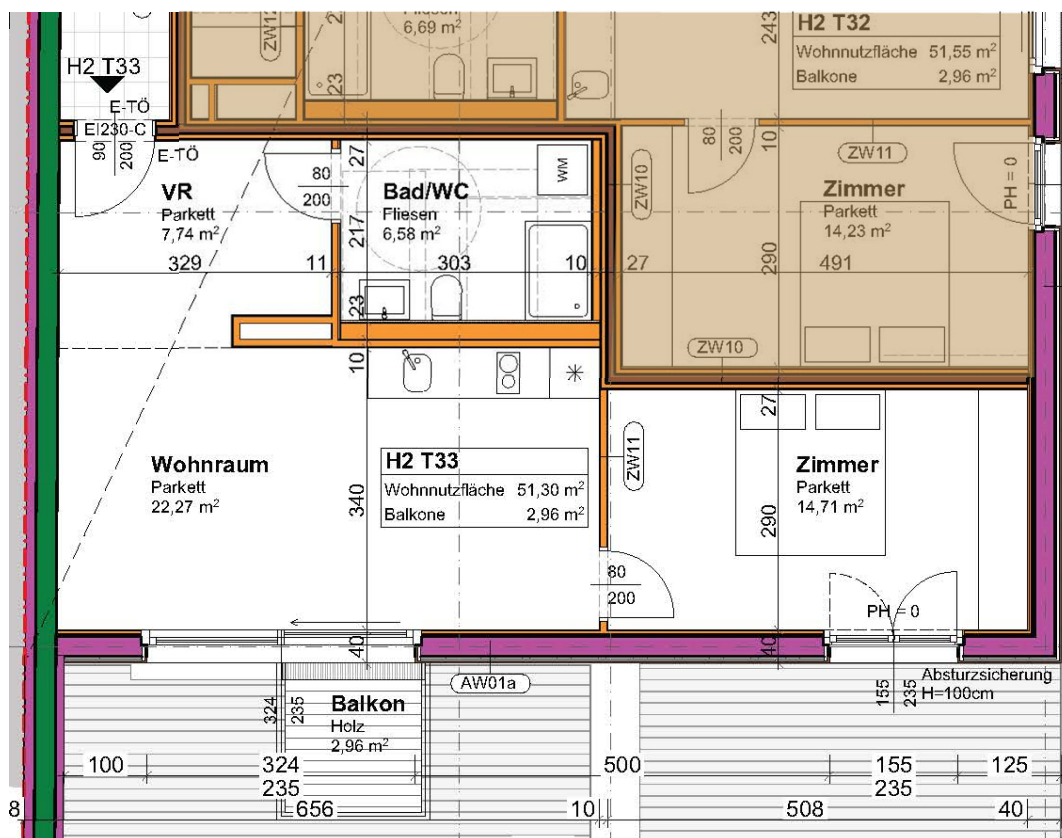 Fliesen
6,69 m²
ZW12
23
23
243
H2 T32
Wohnnutzfläche 51,55 m²
Balkone 2,96 m²
H2 T33
E-TÖ
EI230-C
90
200
E-TÖ
VR
Parkett
7,74 m²
80
200
27
Bad/WC
Fliesen
6,58 m²
WM
217
329
11
303
10
23
80
200
10
ZW11
ZW10
Zimmer
Parkett
14,23 m²
PH = 0
27
290
491
ZW10
10
Wohnraum
Parkett
22,27 m²
340
H2 T33
Wohnnutzfläche 51,30 m²
Balkone 2,96 m²
ZW11
27
Zimmer
Parkett
14,71 m²
290
80
200
PH = 0
40
40
AW01a
Absturzsicherung
H=100cm
155
235
324
235
Balkon
Holz
2,96 m²
100
324
235
500
155
235
125
8
656
10
508
40